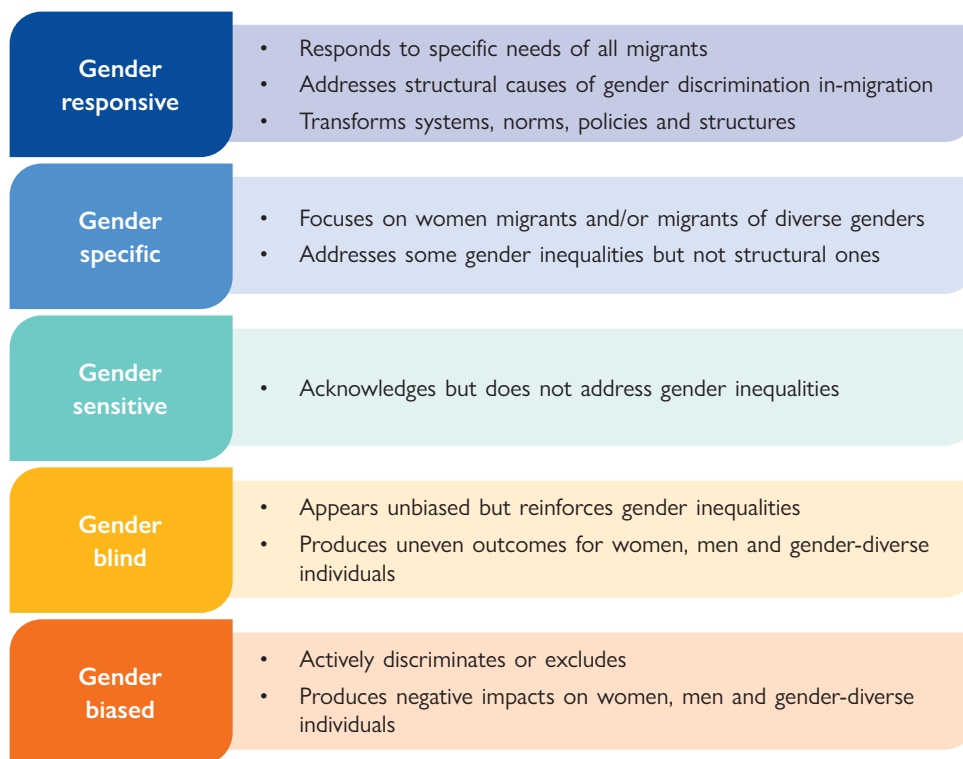 Gender
responsive
• Responds to specific needs of all migrants
• Addresses structural causes of gender discrimination in-migration
• Transforms systems, norms, policies and structures
Gender
specific
• Focuses on women migrants and/or migrants of diverse genders
• Addresses some gender inequalities but not structural ones
Gender
sensitive
• Acknowledges but does not address gender inequalities
Gender
blind
• Appears unbiased but reinforces gender inequalities
• Produces uneven outcomes for women, men and gender-diverse
individuals
Gender
biased
• Actively discriminates or excludes
• Produces negative impacts on women, men and gender-diverse
individuals